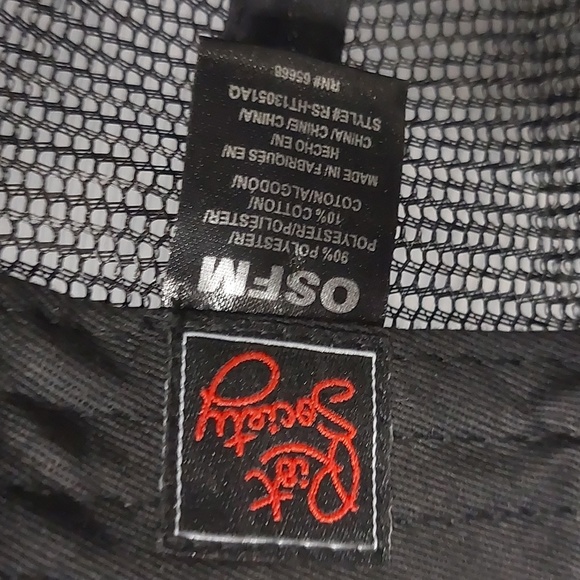 Riot
Society
OSFM
90% POLYESTER/
POLYESTER/POLIÉSTER/
10% COTTON/
COTON/ALGODÓN/
MADE IN/ FABRIQUÉS EN/
HECHO EN/
CHINA/ CHINE/ CHINA/
STYLE# RS-HT13051AQ
RN# 65668